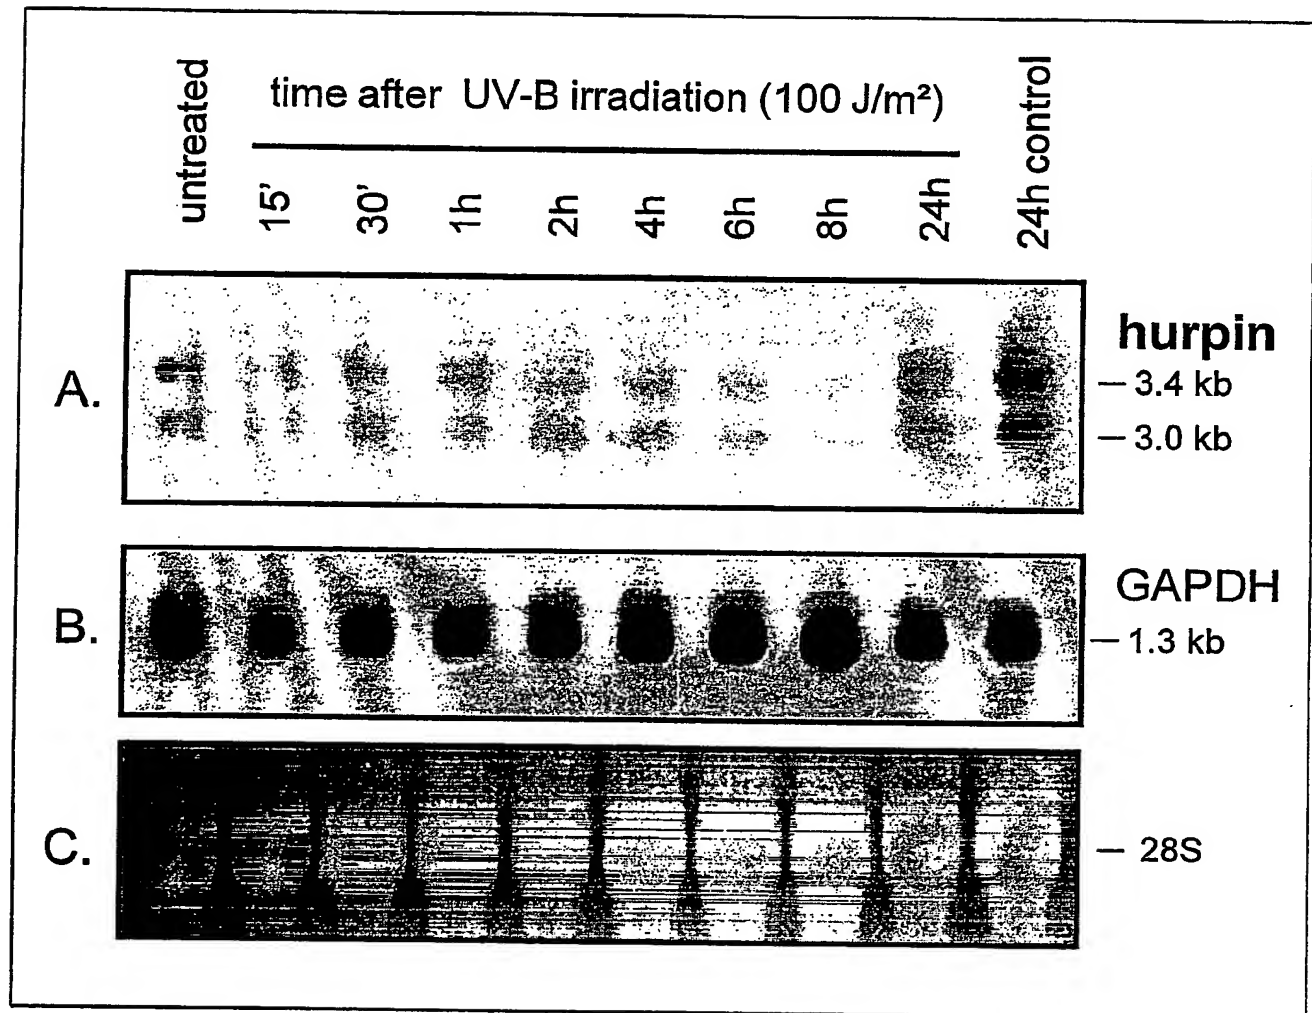 time after UV-B irradiation (100 J/m²)
untreated
15'
30'
1h
2h
4h
6h
8h
24h
24h control
A.
hurpin
3.4 kb
3.0 kb
B.
GAPDH
1.3 kb
C.
28S